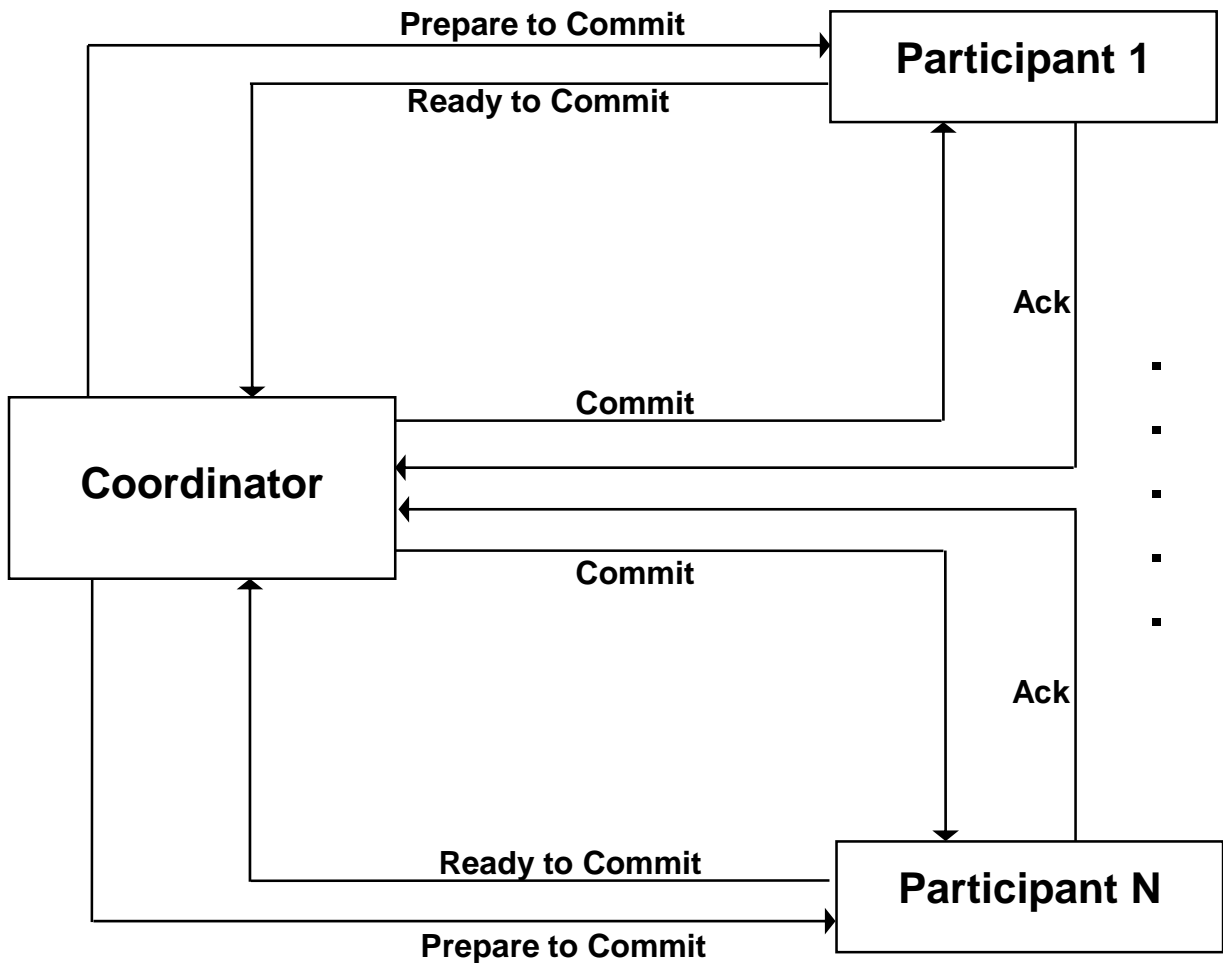 Prepare to Commit
Participant 1
Ready to Commit
Ack
Commit
Coordinator
Commit
Ack
Ready to Commit
Participant N
Prepare to Commit